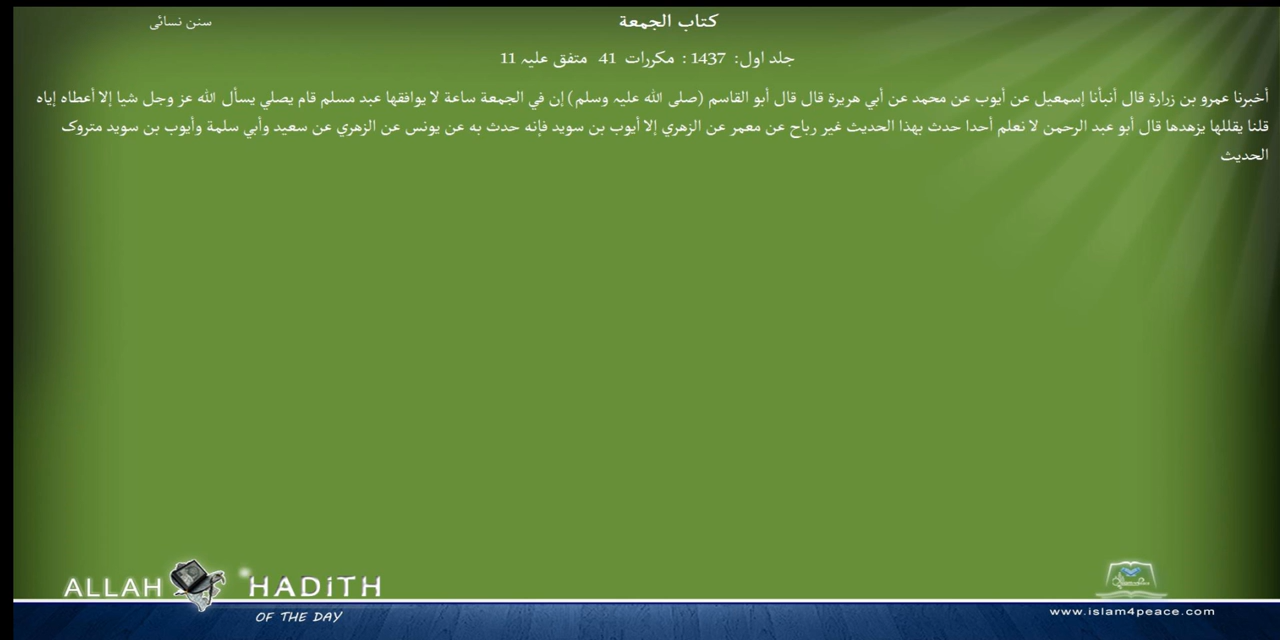 سنن نسائی
کتاب الجمعة
جلد اول: 1437 : مکررات 41 متفق علیہ 11
أخبرنا عمرو بن زرارة قال أنبأنا إسمعيل عن أيوب عن محمد عن أبي هريرة قال قال أبو القاسم (صلی اللہ علیہ وسلم) إن في الجمعة ساعة لا يوافقها عبد مسلم قام يصلي يسأل الله عز وجل شيا إلا أعطاه إياه
قلنا يقللها يزهدها قال أبو عبد الرحمن لا نعلم أحدا حدث بهذا الحديث غير رباح عن معمر عن الزهري إلا أيوب بن سويد فإنه حدث به عن يونس عن الزهري عن سعيد وأبي سلمة وأيوب بن سويد متروک
الحديث
ALLAH HADITH
OF THE DAY
www.islam4peace.com